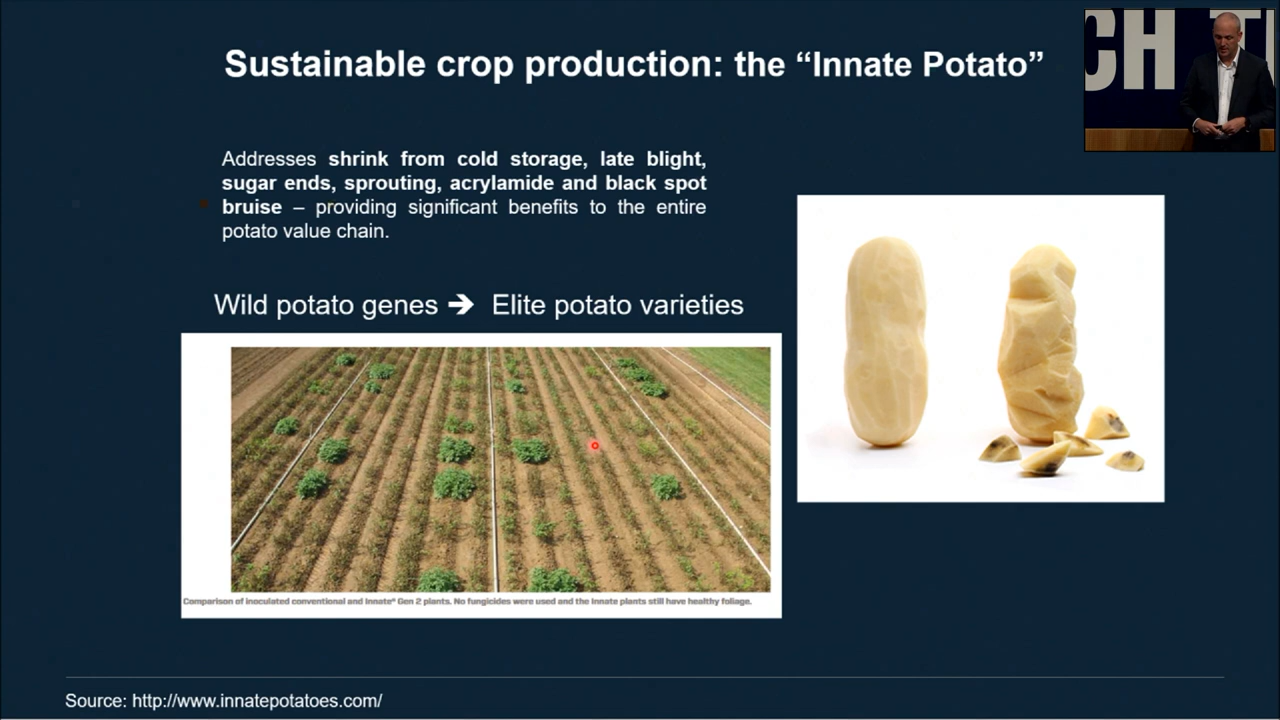 Sustainable crop production: the “Innate Potato”
CH T
Addresses shrink from cold storage, late blight,
sugar ends, sprouting, acrylamide and black spot
bruise – providing significant benefits to the entire
potato value chain.
Wild potato genes ➔ Elite potato varieties
Comparison of inoculated conventional and Innate® Gen 2 plants. No fungicides were used and the Innate plants still have healthy foliage.
Source: http://www.innatepotatoes.com/